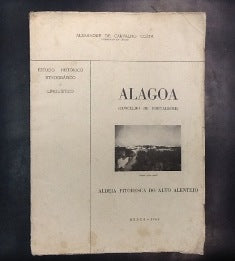 ALEXANDRE DE CARVALHO COSTA
ESTUDO HISTÓRICO
ETNOGRÁFICO
E
LINGUÍSTICO
ALAGOA
(CONCELHO DE PORTALEGRE)
ALDEIA PITORESCA DO ALTO ALENTEJO